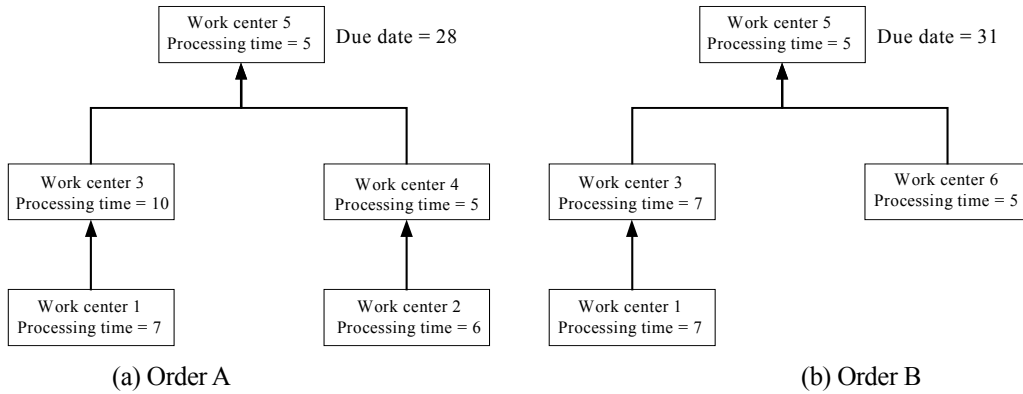 Work center 5
Processing time = 5
Due date = 28
Work center 3
Processing time = 10
Work center 4
Processing time = 5
Work center 1
Processing time = 7
Work center 2
Processing time = 6
(a) Order A
Work center 5
Processing time = 5
Due date = 31
Work center 3
Processing time = 7
Work center 6
Processing time = 5
Work center 1
Processing time = 7
(b) Order B